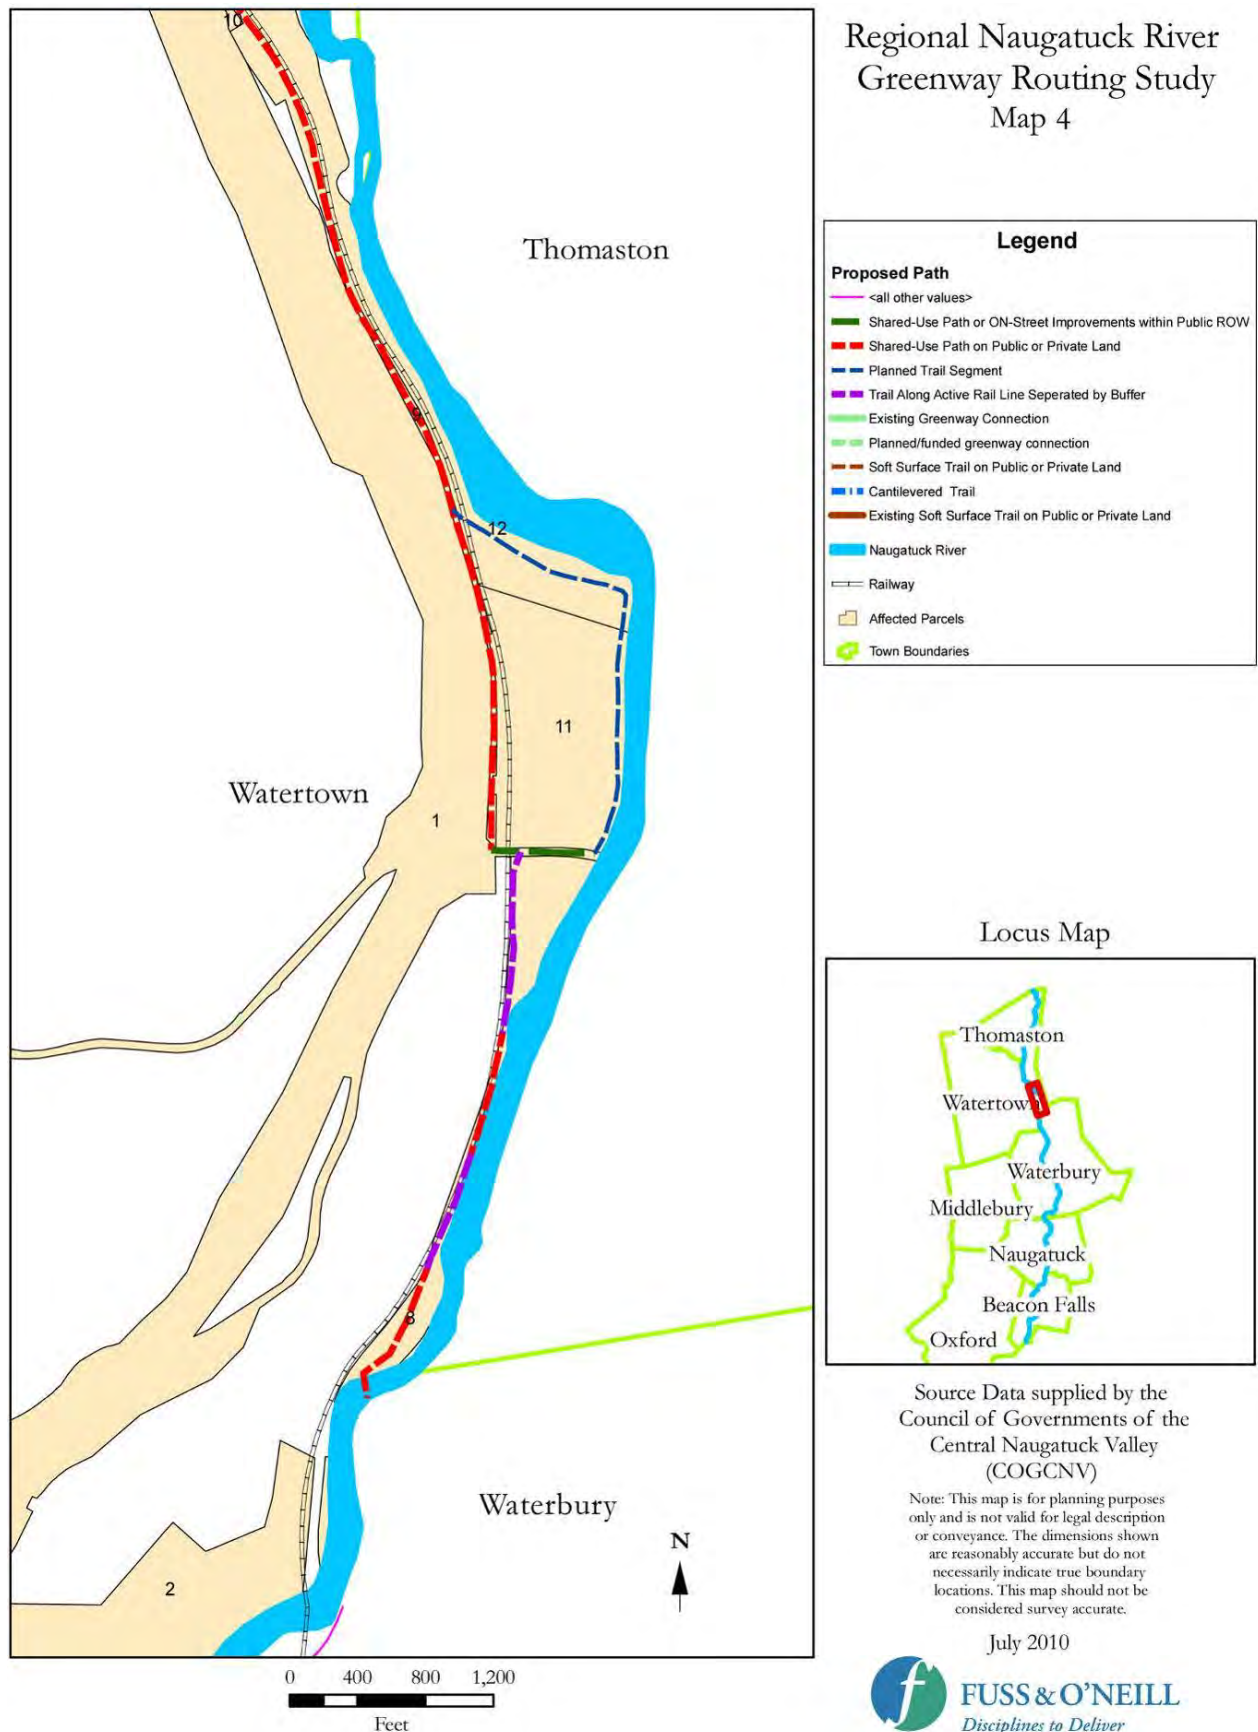 Regional Naugatuck River
Greenway Routing Study
Map 4
10
Thomaston
9
12
11
Watertown
1
8
Waterbury
2
N
0 400 800 1,200
Feet
Legend
Proposed Path
<all other values>
Shared-Use Path or ON-Street Improvements within Public ROW
Shared-Use Path on Public or Private Land
Planned Trail Segment
Trail Along Active Rail Line Seperated by Buffer
Existing Greenway Connection
Planned/funded greenway connection
Soft Surface Trail on Public or Private Land
Cantilevered Trail
Existing Soft Surface Trail on Public or Private Land
Naugatuck River
Railway
Affected Parcels
Town Boundaries
Locus Map
Thomaston
Watertown
Waterbury
Middlebury
Naugatuck
Beacon Falls
Oxford
Source Data supplied by the
Council of Governments of the
Central Naugatuck Valley
(COGCNV)
Note: This map is for planning purposes
only and is not valid for legal description
or conveyance. The dimensions shown
are reasonably accurate but do not
necessarily indicate true boundary
locations. This map should not be
considered survey accurate.
July 2010
f
FUSS & O'NEILL
Disciplines to Deliver